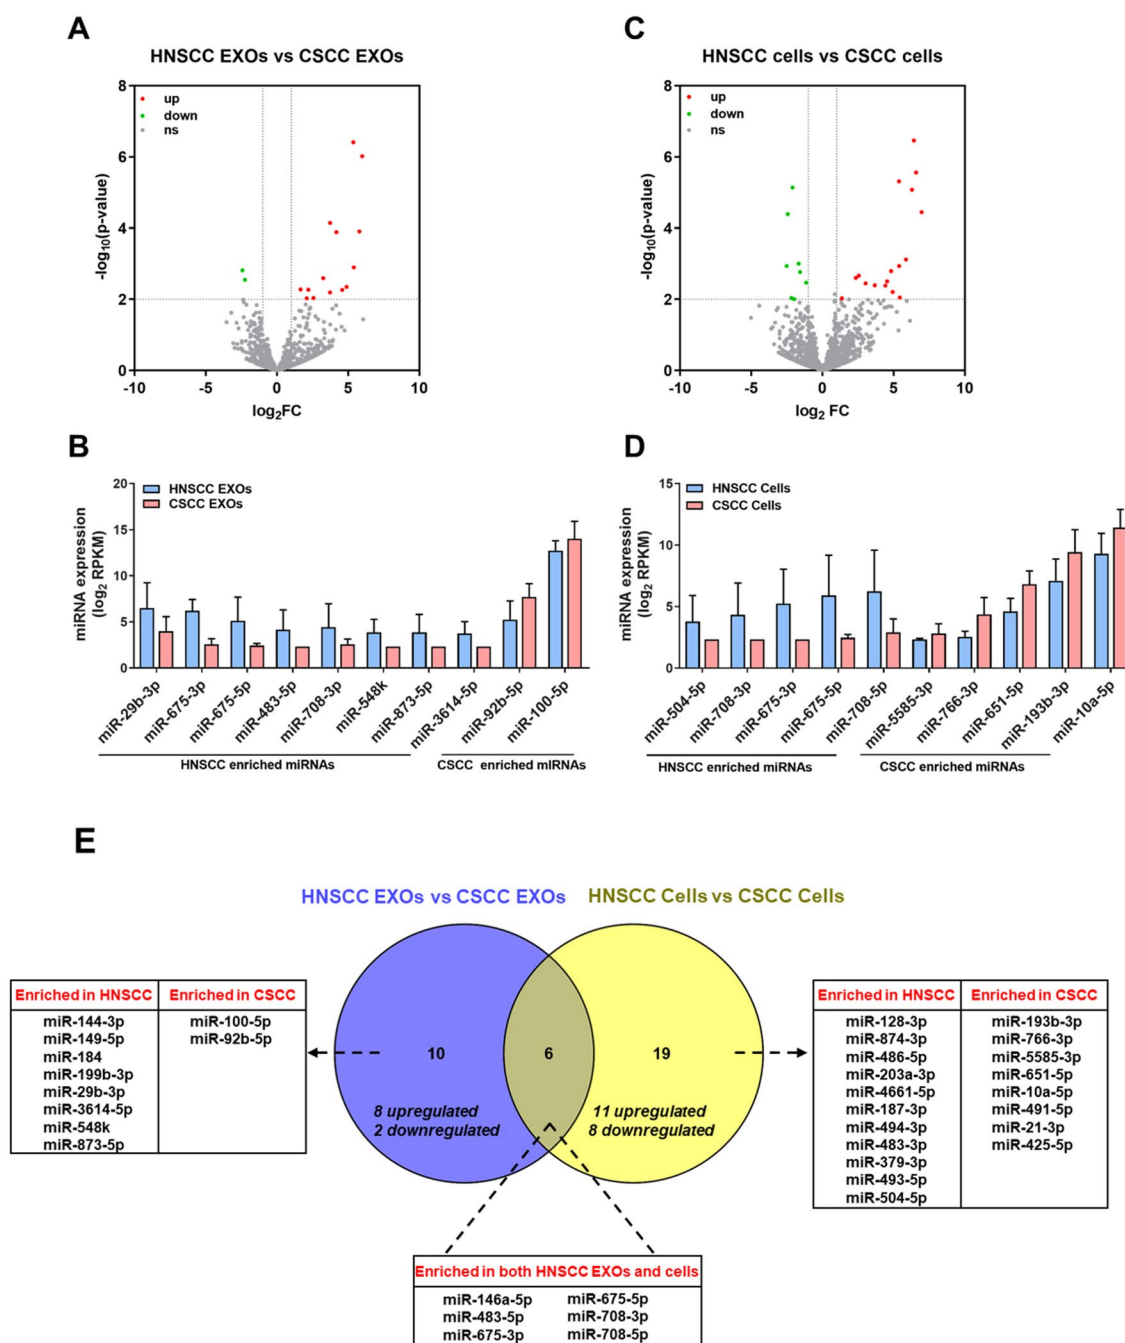 A
HNSCC EXOs vs CSCC EXOs
up
down
ns
8
6
4
2
0
-log10(p-value)
-10
-5
0
5
10
log2FC
C
HNSCC cells vs CSCC cells
up
down
ns
8
6
4
2
0
-log10(p-value)
-10
-5
0
5
10
log2 FC
B
HNSCC EXOs
CSCC EXOs
20
15
10
5
0
miRNA expression
(log2 RPKM)
miR-29b-3p
miR-675-3p
miR-675-5p
miR-483-5p
miR-708-3p
miR-548k
miR-873-5p
miR-3614-5p
miR-92b-5p
miR-100-5p
HNSCC enriched miRNAs
CSCC enriched mIRNAs
D
HNSCC Cells
CSCC Cells
15
10
5
0
miRNA expression
(log2 RPKM)
miR-504-5p
miR-708-3p
miR-675-3p
miR-675-5p
miR-708-5p
miR-5585-3p
miR-766-3p
miR-651-5p
miR-193b-3p
miR-10a-5p
HNSCC enriched miRNAs
CSCC enriched miRNAs
E
HNSCC EXOs vs CSCC EXOs
HNSCC Cells vs CSCC Cells
10
6
19
8 upregulated
2 downregulated
11 upregulated
8 downregulated
Enriched in HNSCC
miR-144-3p
miR-149-5p
miR-184
miR-199b-3p
miR-29b-3p
miR-3614-5p
miR-548k
miR-873-5p
Enriched in CSCC
miR-100-5p
miR-92b-5p
Enriched in HNSCC
miR-128-3p
miR-874-3p
miR-486-5p
miR-203a-3p
miR-4661-5p
miR-187-3p
miR-494-3p
miR-483-3p
miR-379-3p
miR-493-5p
miR-504-5p
Enriched in CSCC
miR-193b-3p
miR-766-3p
miR-5585-3p
miR-651-5p
miR-10a-5p
miR-491-5p
miR-21-3p
miR-425-5p
Enriched in both HNSCC EXOs and cells
miR-146a-5p
miR-483-5p
miR-675-3p
miR-675-5p
miR-708-3p
miR-708-5p